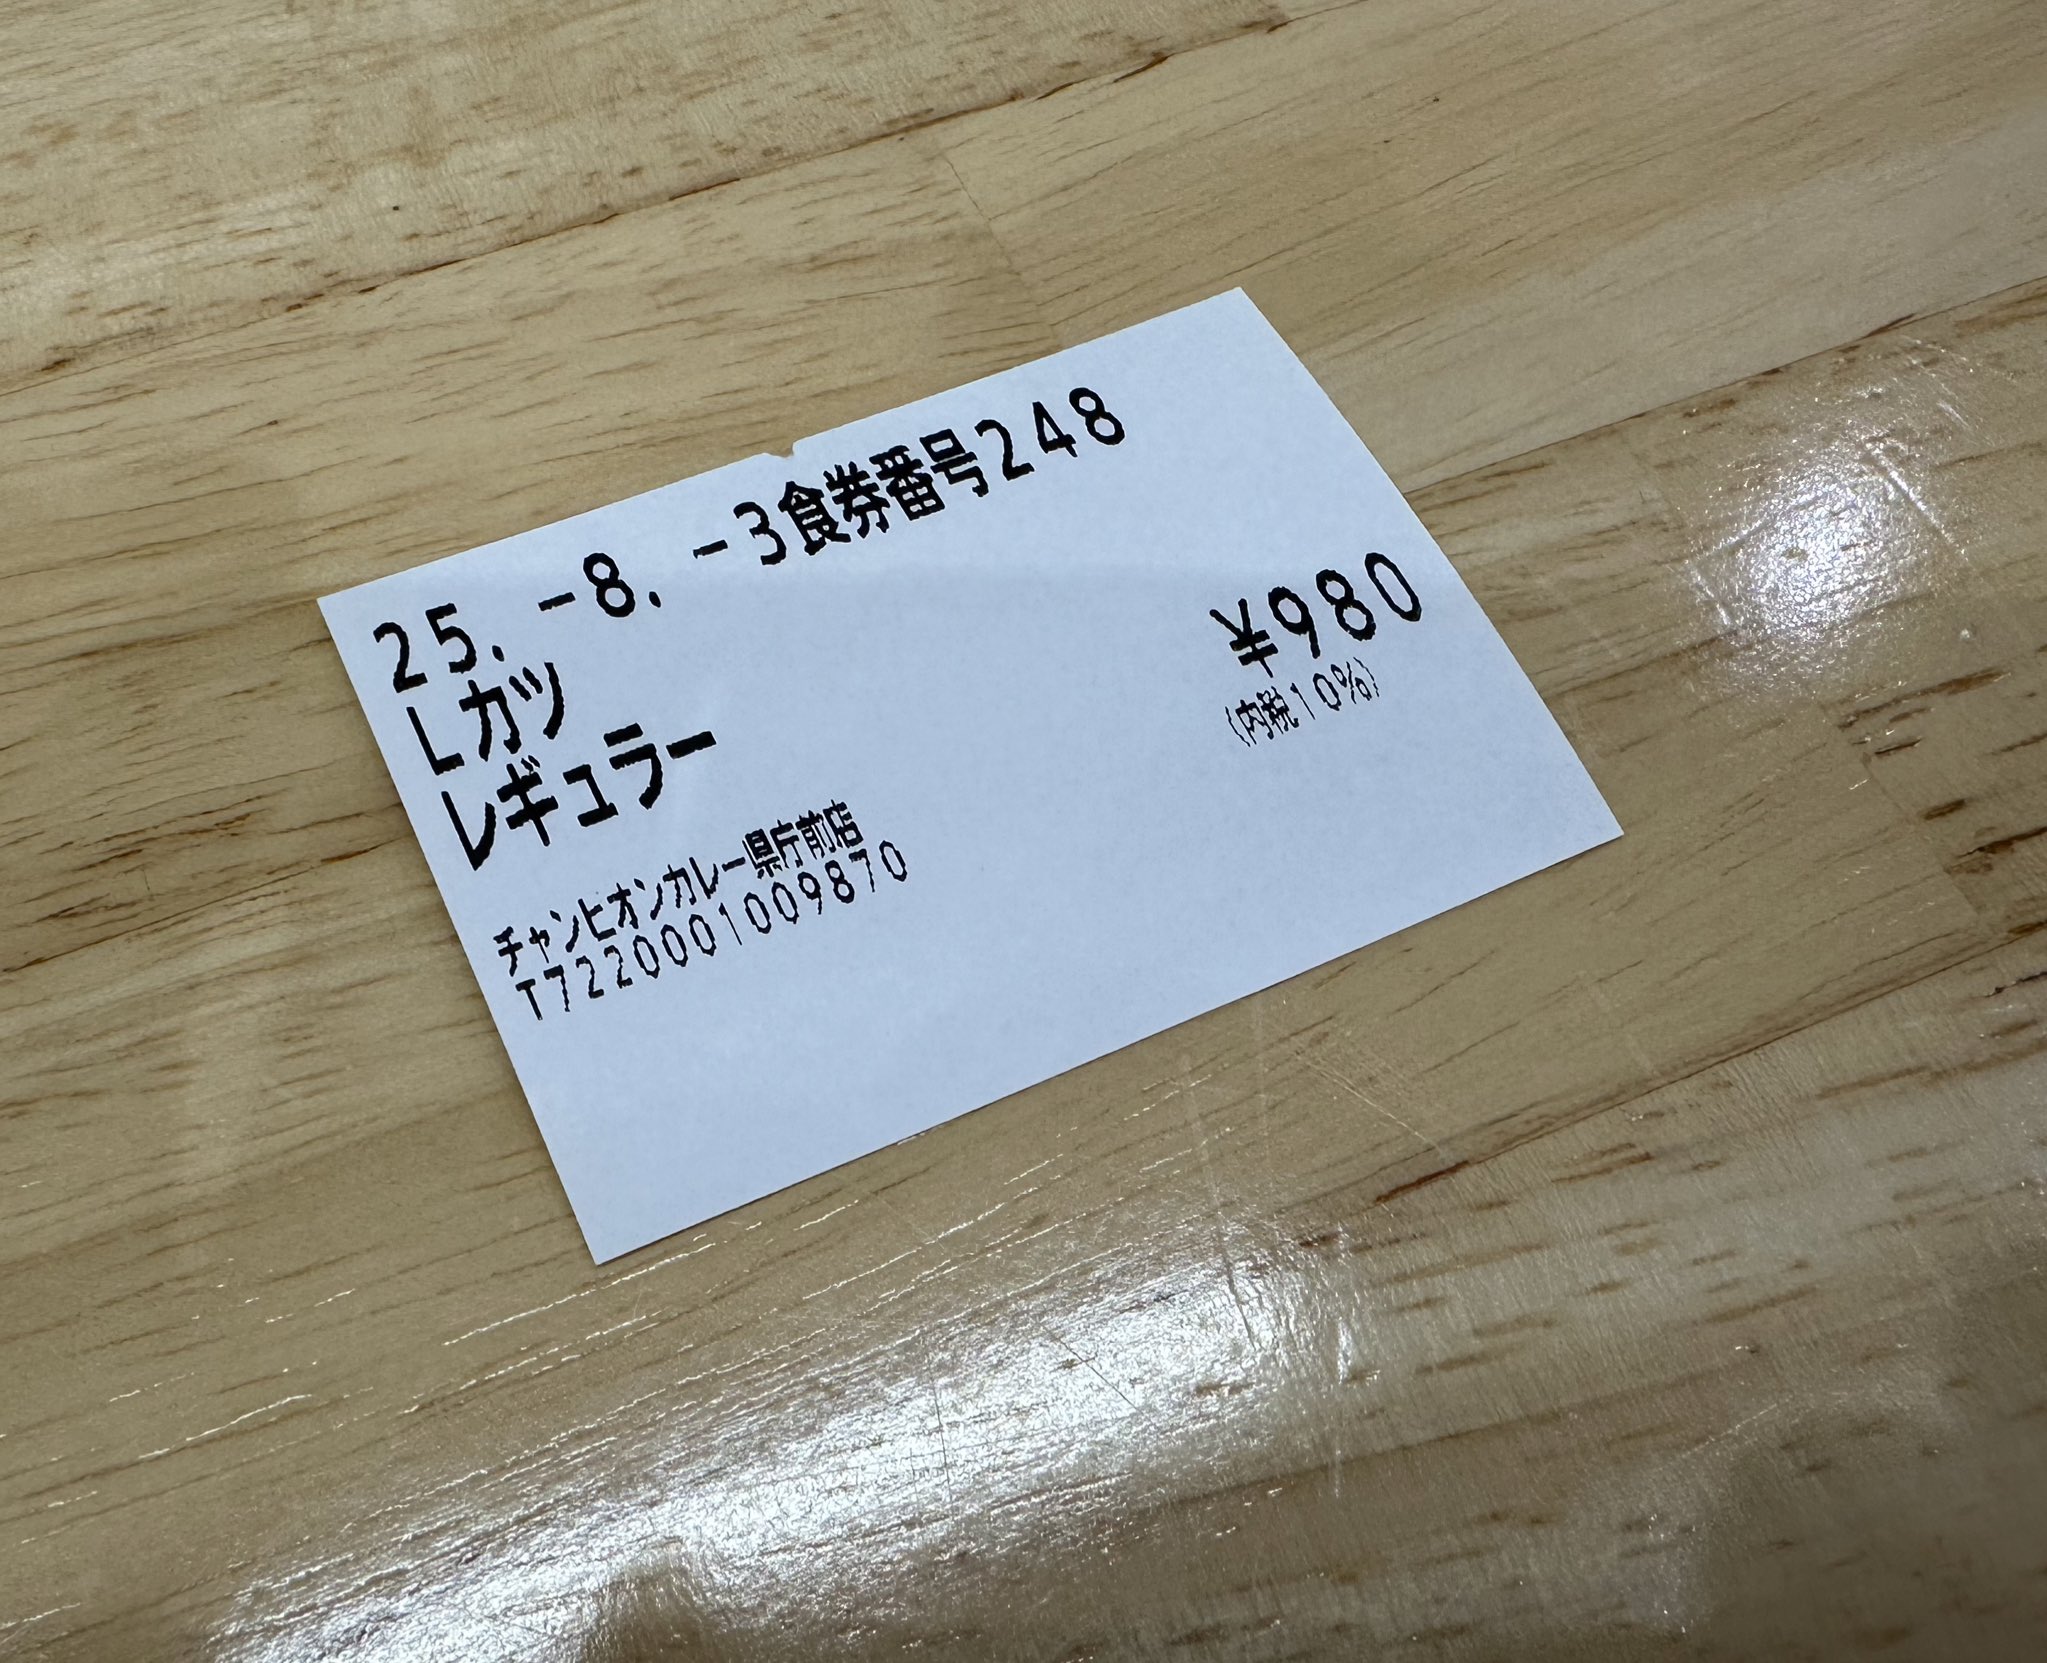 25.-8.-3食券番号248
Lカツ
レギュラー
¥980
(内税10%)
チャンピオンカレー県庁前店
T7220001009870